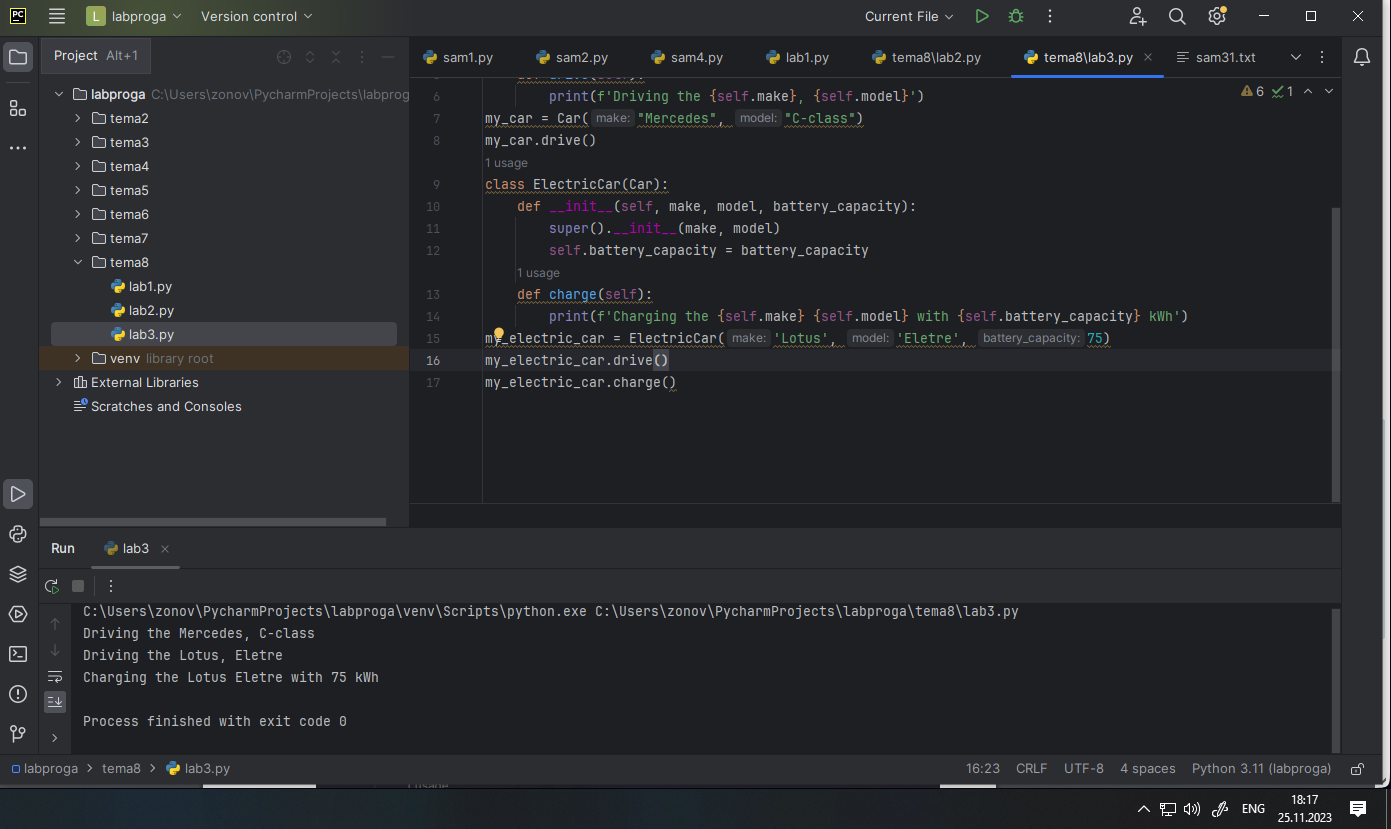 PC
L labproga Version control Current File
Project Alt+1
sam1.py sam2.py sam4.py lab1.py tema8\lab2.py tema8\lab3.py sam31.txt
labproga C:\Users\zonov\PycharmProjects\labprog
tema2
tema3
tema4
tema5
tema6
tema7
tema8
lab1.py
lab2.py
lab3.py
venv library root
External Libraries
Scratches and Consoles
6 1
6 print(f'Driving the {self.make}, {self.model}')
7 my_car = Car( make: "Mercedes", model: "C-class")
8 my_car.drive()
1 usage
9 class ElectricCar(Car):
10 def __init__(self, make, model, battery_capacity):
11 super().__init__(make, model)
12 self.battery_capacity = battery_capacity
1 usage
13 def charge(self):
14 print(f'Charging the {self.make} {self.model} with {self.battery_capacity} kWh')
15 my_electric_car = ElectricCar( make: 'Lotus', model: 'Eletre', battery_capacity: 75)
16 my_electric_car.drive()
17 my_electric_car.charge()
Run lab3
C:\Users\zonov\PycharmProjects\labproga\venv\Scripts\python.exe C:\Users\zonov\PycharmProjects\labproga\tema8\lab3.py
Driving the Mercedes, C-class
Driving the Lotus, Eletre
Charging the Lotus Eletre with 75 kWh
Process finished with exit code 0
labproga > tema8 > lab3.py 16:23 CRLF UTF-8 4 spaces Python 3.11 (labproga)
ENG 18:17
25.11.2023